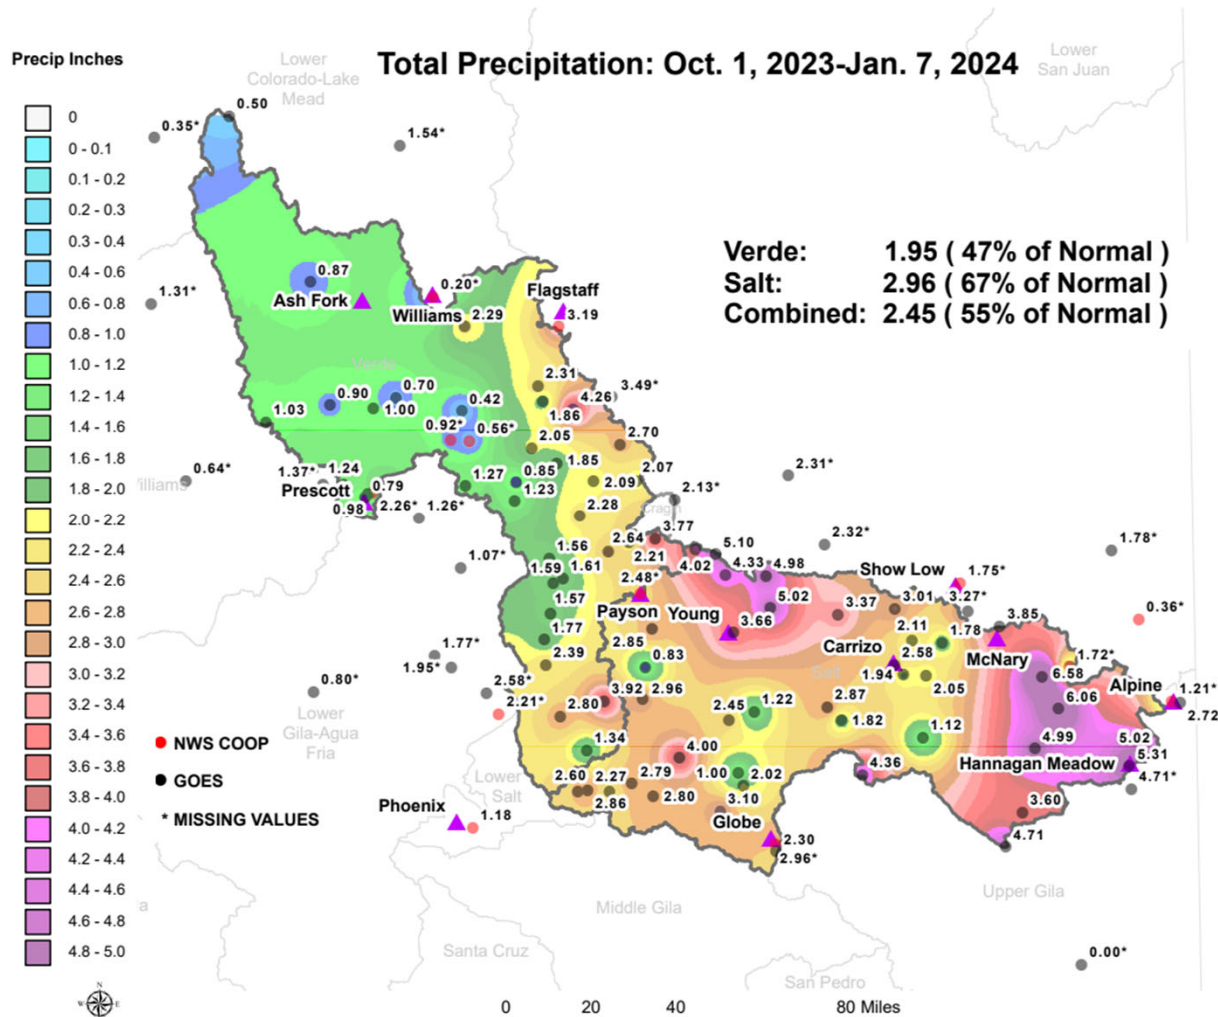 Total Precipitation: Oct. 1, 2023-Jan. 7, 2024
Precip Inches
0
0 - 0.1
0.1 - 0.2
0.2 - 0.3
0.3 - 0.4
0.4 - 0.6
0.6 - 0.8
0.8 - 1.0
1.0 - 1.2
1.2 - 1.4
1.4 - 1.6
1.6 - 1.8
1.8 - 2.0
2.0 - 2.2
2.2 - 2.4
2.4 - 2.6
2.6 - 2.8
2.8 - 3.0
3.0 - 3.2
3.2 - 3.4
3.4 - 3.6
3.6 - 3.8
3.8 - 4.0
4.0 - 4.2
4.2 - 4.4
4.4 - 4.6
4.6 - 4.8
4.8 - 5.0
Verde: 1.95 ( 47% of Normal )
Salt: 2.96 ( 67% of Normal )
Combined: 2.45 ( 55% of Normal )
Lower
Colorado-Lake
Mead
Lower
San Juan
0.50
0.35*
1.54*
0.87
Ash Fork
0.20*
Williams
2.29
Flagstaff
3.19
1.31*
Verde
2.31
3.49*
4.26
1.86
0.90
0.70
1.00
0.42
1.03
0.92*
0.56*
2.05
2.70
0.64*
illiams
1.37*
1.24
Prescott
0.79
0.98
2.26*
1.26*
1.27
0.85
1.23
1.85
2.07
2.09
2.28
2.13*
Cragin
2.31*
3.77
2.64
2.21
5.10
2.32*
1.78*
1.07*
1.56
1.59
1.61
4.02
4.33
4.98
2.48*
Show Low
1.75*
1.57
Payson
Young
5.02
3.37
3.01
3.27*
3.85
0.36*
1.77
2.85
3.66
2.11
1.78
Carrizo
2.58
McNary
1.77*
1.95*
2.39
0.83
Salt
1.94
2.05
1.72*
6.58
Alpine
1.21*
2.72
0.80*
2.58*
2.21*
3.92
2.96
2.80
2.45
1.22
2.87
1.82
6.06
Lower
Gila-Agua
Fria
1.34
4.00
1.12
4.99
5.02
5.31
Hannagan Meadow
4.71*
NWS COOP
GOES
* MISSING VALUES
Lower
Salt
2.60
2.27
2.79
1.00
2.02
4.36
2.86
2.80
3.10
3.60
Phoenix
1.18
Globe
2.30
2.96*
4.71
a
Middle Gila
Upper Gila
Santa Cruz
San Pedro
0.00*
N
W
E
S
0 20 40 80 Miles